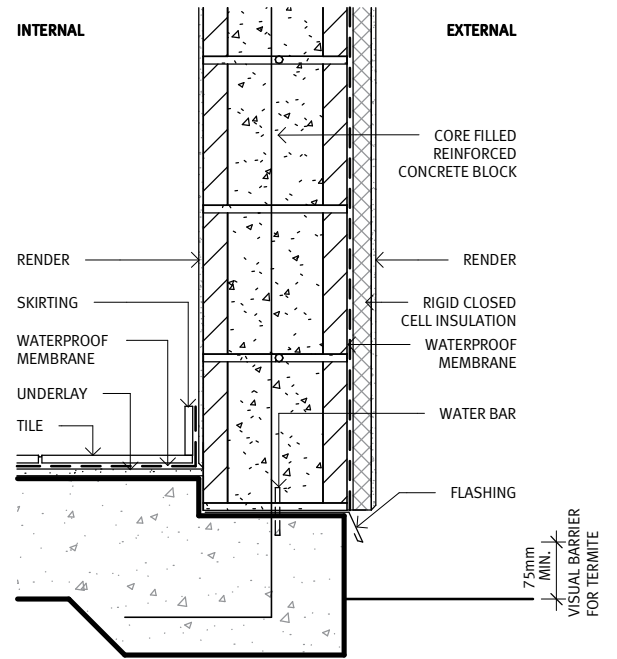 INTERNAL
EXTERNAL
CORE FILLED
REINFORCED
CONCRETE BLOCK
RENDER
RENDER
SKIRTING
RIGID CLOSED
CELL INSULATION
WATERPROOF
MEMBRANE
WATERPROOF
MEMBRANE
UNDERLAY
WATER BAR
TILE
FLASHING
75mm
MIN.
VISUAL BARRIER
FOR TERMITE